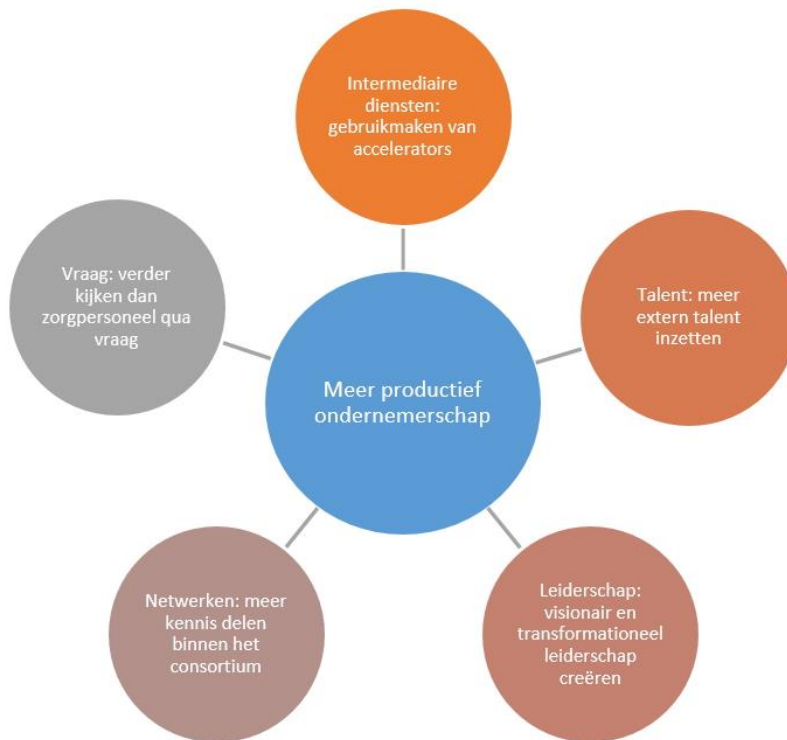 Intermediaire
diensten:
gebruikmaken van
accelerators
Talent: meer
extern talent
inzetten
Leiderschap:
visionair en
transformationeel
leiderschap
creëren
Netwerken: meer
kennis delen
binnen het
consortium
Vraag: verder
kijken dan
zorgpersoneel qua
vraag
Meer productief
ondernemerschap